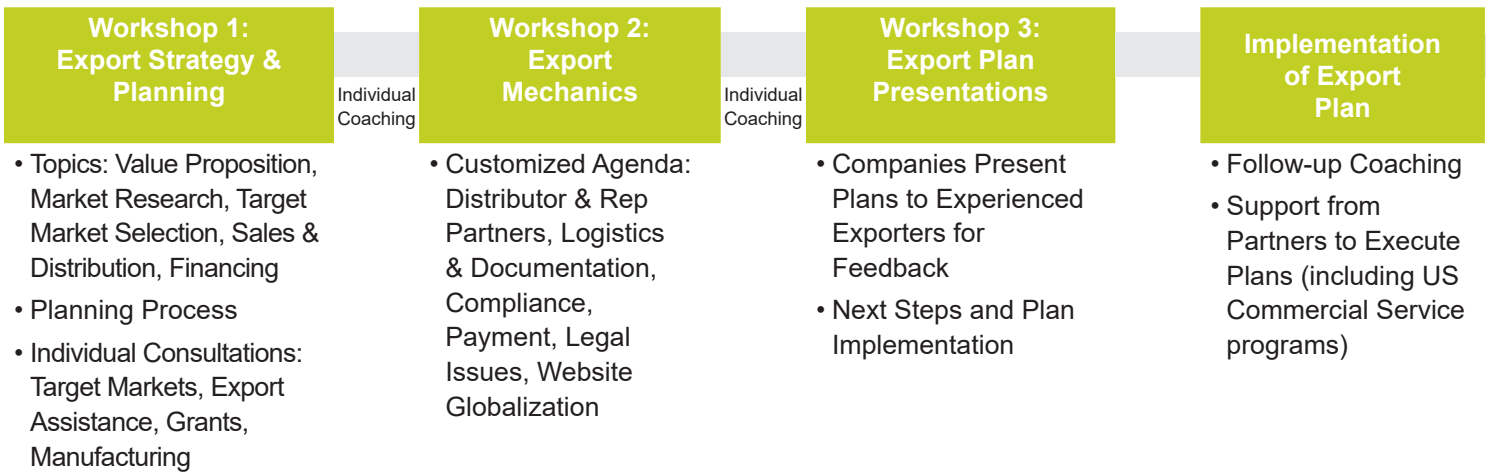 Workshop 1:
Export Strategy &
Planning
Individual
Coaching
Workshop 2:
Export
Mechanics
Individual
Coaching
Workshop 3:
Export Plan
Presentations
Implementation
of Export
Plan
• Topics: Value Proposition,
Market Research, Target
Market Selection, Sales &
Distribution, Financing
• Planning Process
• Individual Consultations:
Target Markets, Export
Assistance, Grants,
Manufacturing
• Customized Agenda:
Distributor & Rep
Partners, Logistics
& Documentation,
Compliance,
Payment, Legal
Issues, Website
Globalization
• Companies Present
Plans to Experienced
Exporters for
Feedback
• Next Steps and Plan
Implementation
• Follow-up Coaching
• Support from
Partners to Execute
Plans (including US
Commercial Service
programs)